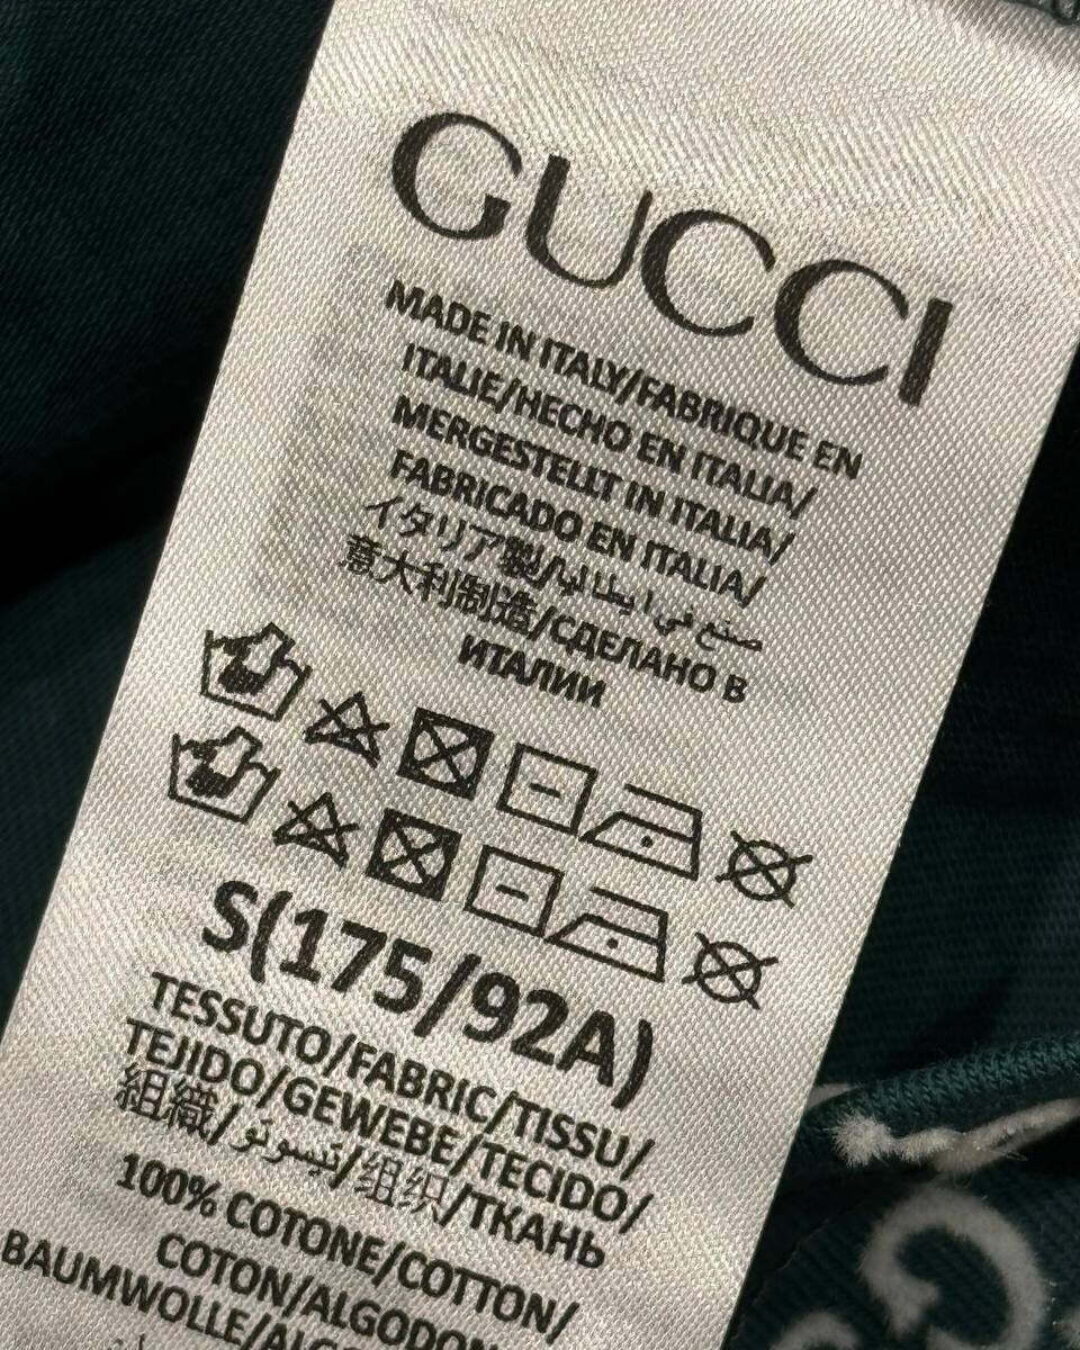 GUCCI
MADE IN ITALY/FABRIQUE EN
ITALIE/HECHO EN ITALIA/
MERGESTELLT IN ITALIA/
FABRICADO EN ITALIA/
イタリア製/صنع في ايطاليا
意大利制造/СДЕЛАНО В
ИТАЛИИ
S(175/92A)
TESSUTO/FABRIC/TISSU/
TEJIDO/GEWEBE/TECIDO/
組織/تيسوتو/组织/ТКАНЬ
100% COTONE/COTTON/
COTON/ALGODON
BAUMWOLLE/